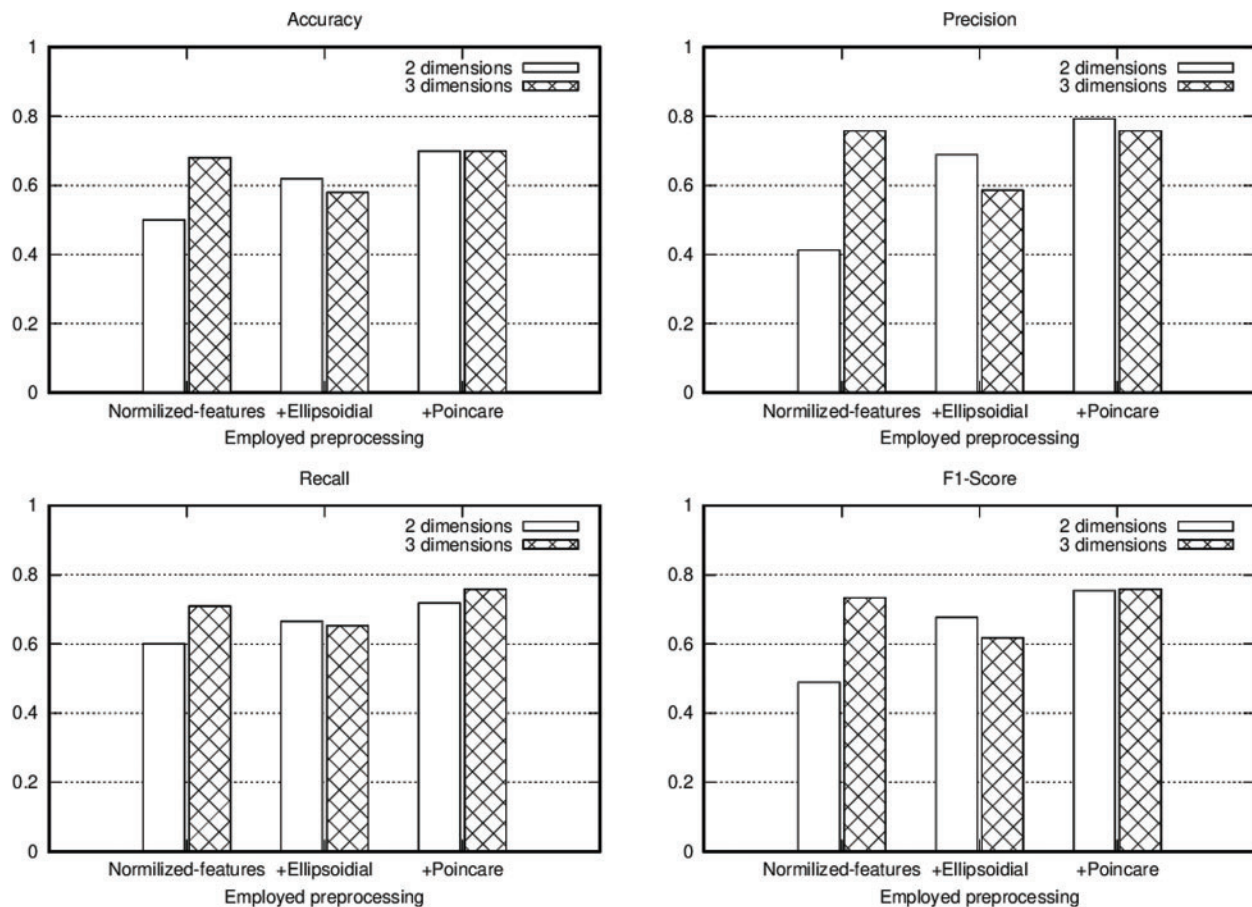 Accuracy
1
0.8
0.6
0.4
0.2
0
2 dimensions
3 dimensions
Normilized-features +Ellipsoidial +Poincare
Employed preprocessing
Precision
1
0.8
0.6
0.4
0.2
0
2 dimensions
3 dimensions
Normilized-features +Ellipsoidial +Poincare
Employed preprocessing
Recall
1
0.8
0.6
0.4
0.2
0
2 dimensions
3 dimensions
Normilized-features +Ellipsoidial +Poincare
Employed preprocessing
F1-Score
1
0.8
0.6
0.4
0.2
0
2 dimensions
3 dimensions
Normilized-features +Ellipsoidial +Poincare
Employed preprocessing